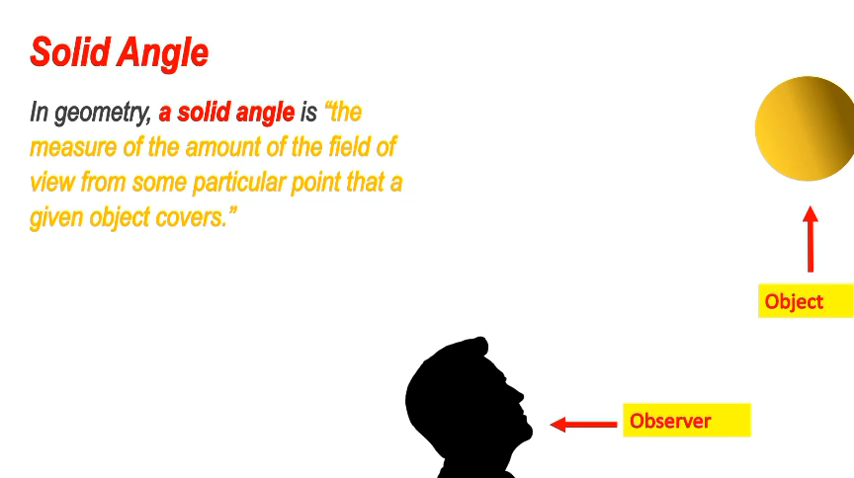 Solid Angle
In geometry, a solid angle is “the
measure of the amount of the field of
view from some particular point that a
given object covers.”
Object
Observer